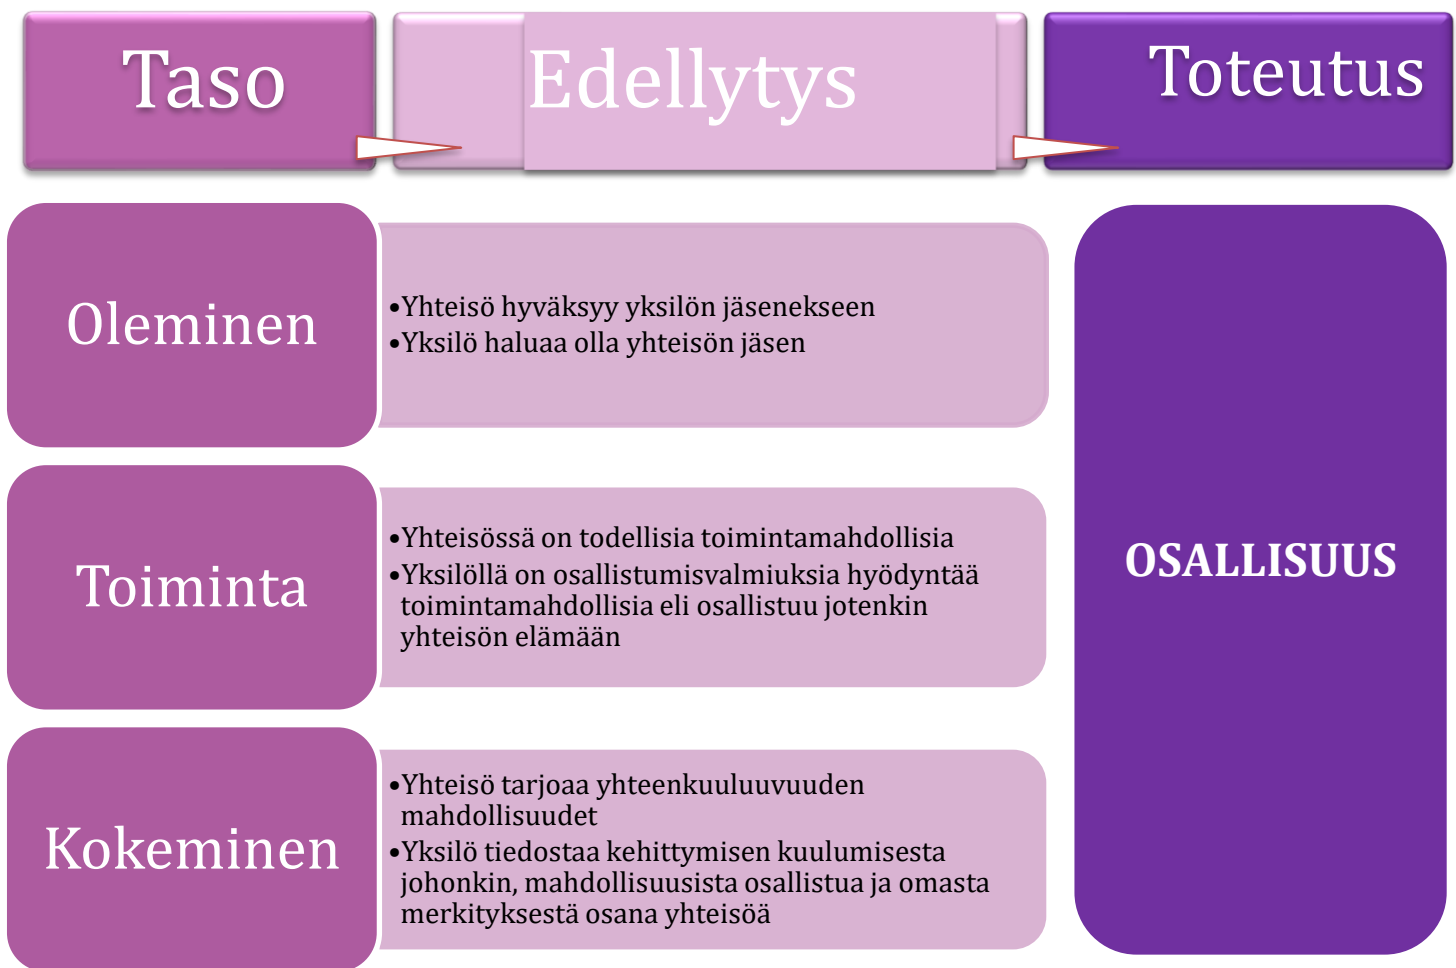 Taso
Edellytys
Toteutus
Oleminen
•Yhteisö hyväksyy yksilön jäsenekseen
•Yksilö haluaa olla yhteisön jäsen
Toiminta
•Yhteisössä on todellisia toimintamahdollisia
•Yksilöllä on osallistumisvalmiuksia hyödyntää
toimintamahdollisia eli osallistuu jotenkin
yhteisön elämään
Kokeminen
•Yhteisö tarjoaa yhteenkuuluuvuuden
mahdollisuudet
•Yksilö tiedostaa kehittymisen kuulumisesta
johonkin, mahdollisuusista osallistua ja omasta
merkityksestä osana yhteisöä
OSALLISUUS